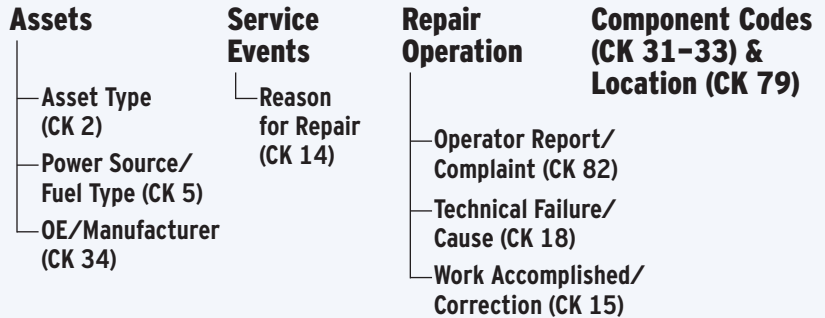 Assets
Asset Type
(CK 2)
Power Source/
Fuel Type (CK 5)
OE/Manufacturer
(CK 34)
Service
Events
Reason
for Repair
(CK 14)
Repair
Operation
Operator Report/
Complaint (CK 82)
Technical Failure/
Cause (CK 18)
Work Accomplished/
Correction (CK 15)
Component Codes
(CK 31–33) &
Location (CK 79)